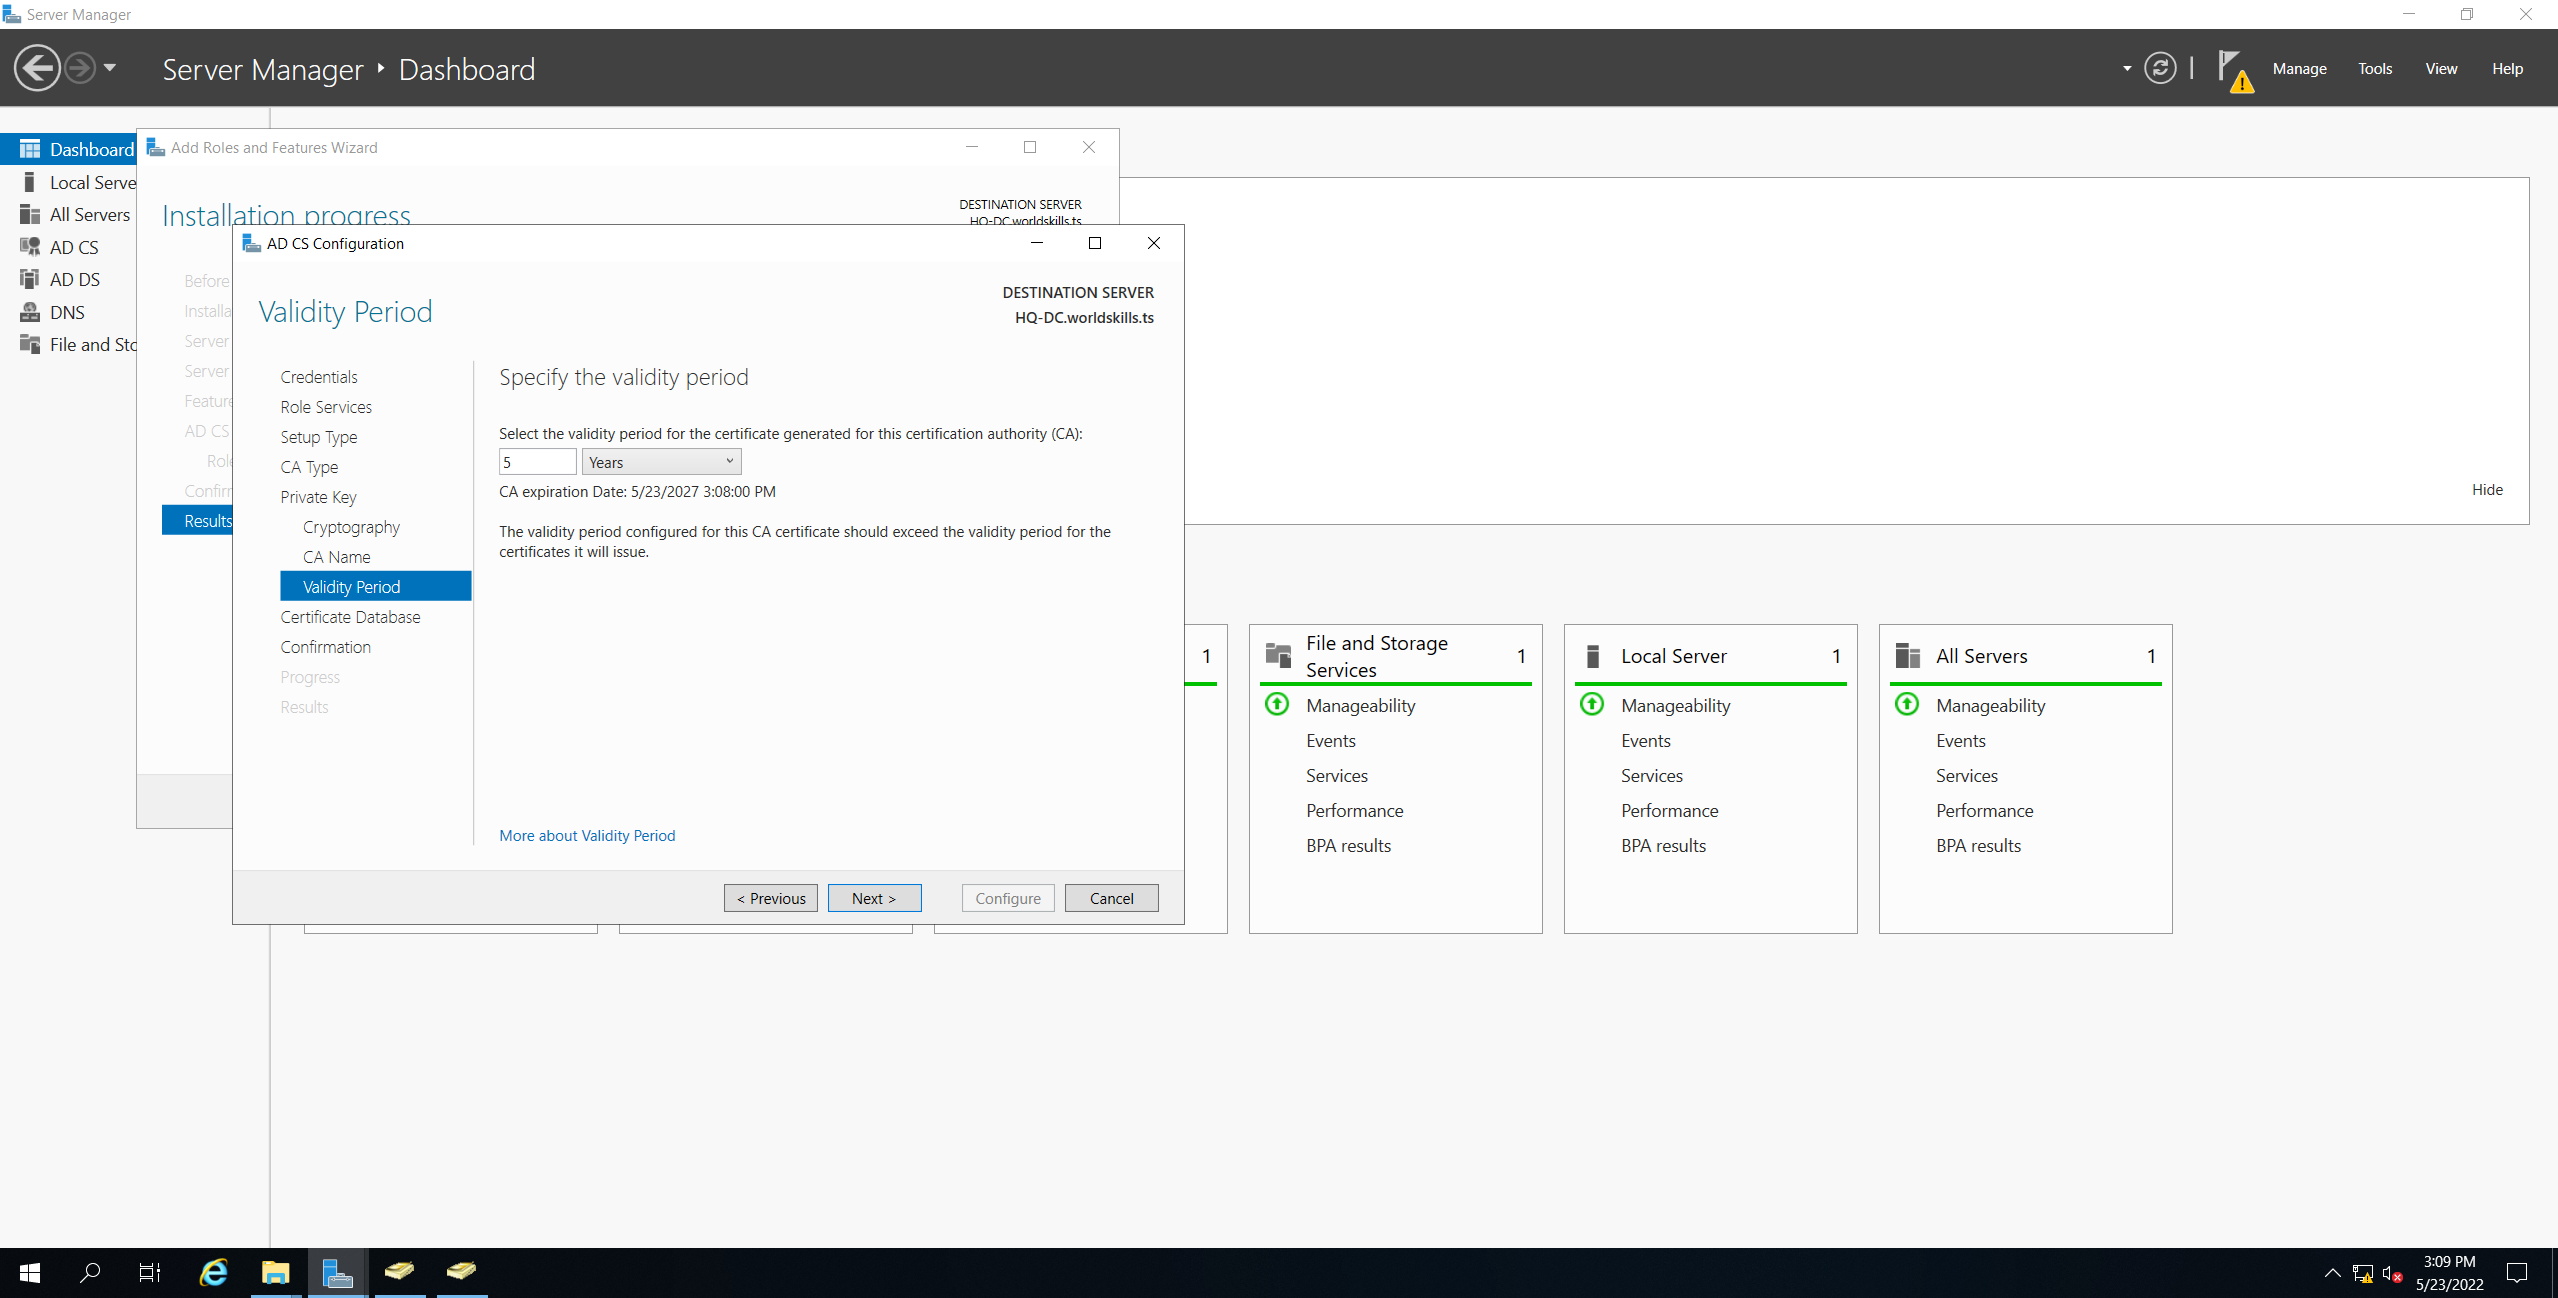 Server Manager
Server Manager ‣ Dashboard
Manage
Tools
View
Help
Dashboard
Local Serve
All Servers
AD CS
AD DS
DNS
File and Sto
Add Roles and Features Wizard
Installation progress
DESTINATION SERVER
HQ-DC.worldskills.ts
Before
Installa
Server
Server
Feature
AD CS
Role
Confirm
Results
AD CS Configuration
Validity Period
DESTINATION SERVER
HQ-DC.worldskills.ts
Credentials
Role Services
Setup Type
CA Type
Private Key
Cryptography
CA Name
Validity Period
Certificate Database
Confirmation
Progress
Results
Specify the validity period
Select the validity period for the certificate generated for this certification authority (CA):
5
Years
CA expiration Date: 5/23/2027 3:08:00 PM
The validity period configured for this CA certificate should exceed the validity period for the
certificates it will issue.
More about Validity Period
< Previous
Next >
Configure
Cancel
Hide
1
File and Storage
Services
1
Manageability
Events
Services
Performance
BPA results
Local Server
1
Manageability
Events
Services
Performance
BPA results
All Servers
1
Manageability
Events
Services
Performance
BPA results
3:09 PM
5/23/2022